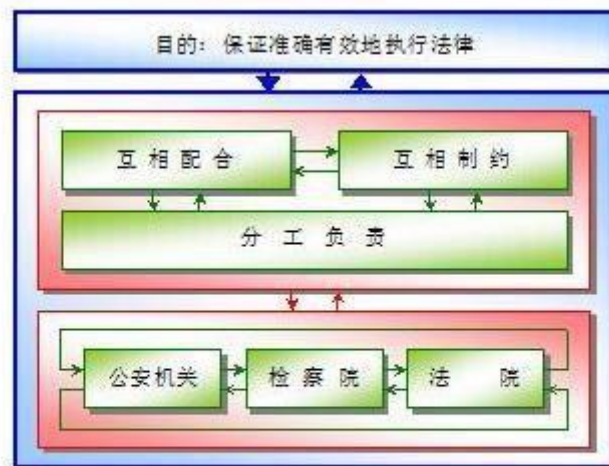 目的：保证准确有效地执行法律
互相配合
互相制约
分工负责
公安机关
检察院
法院